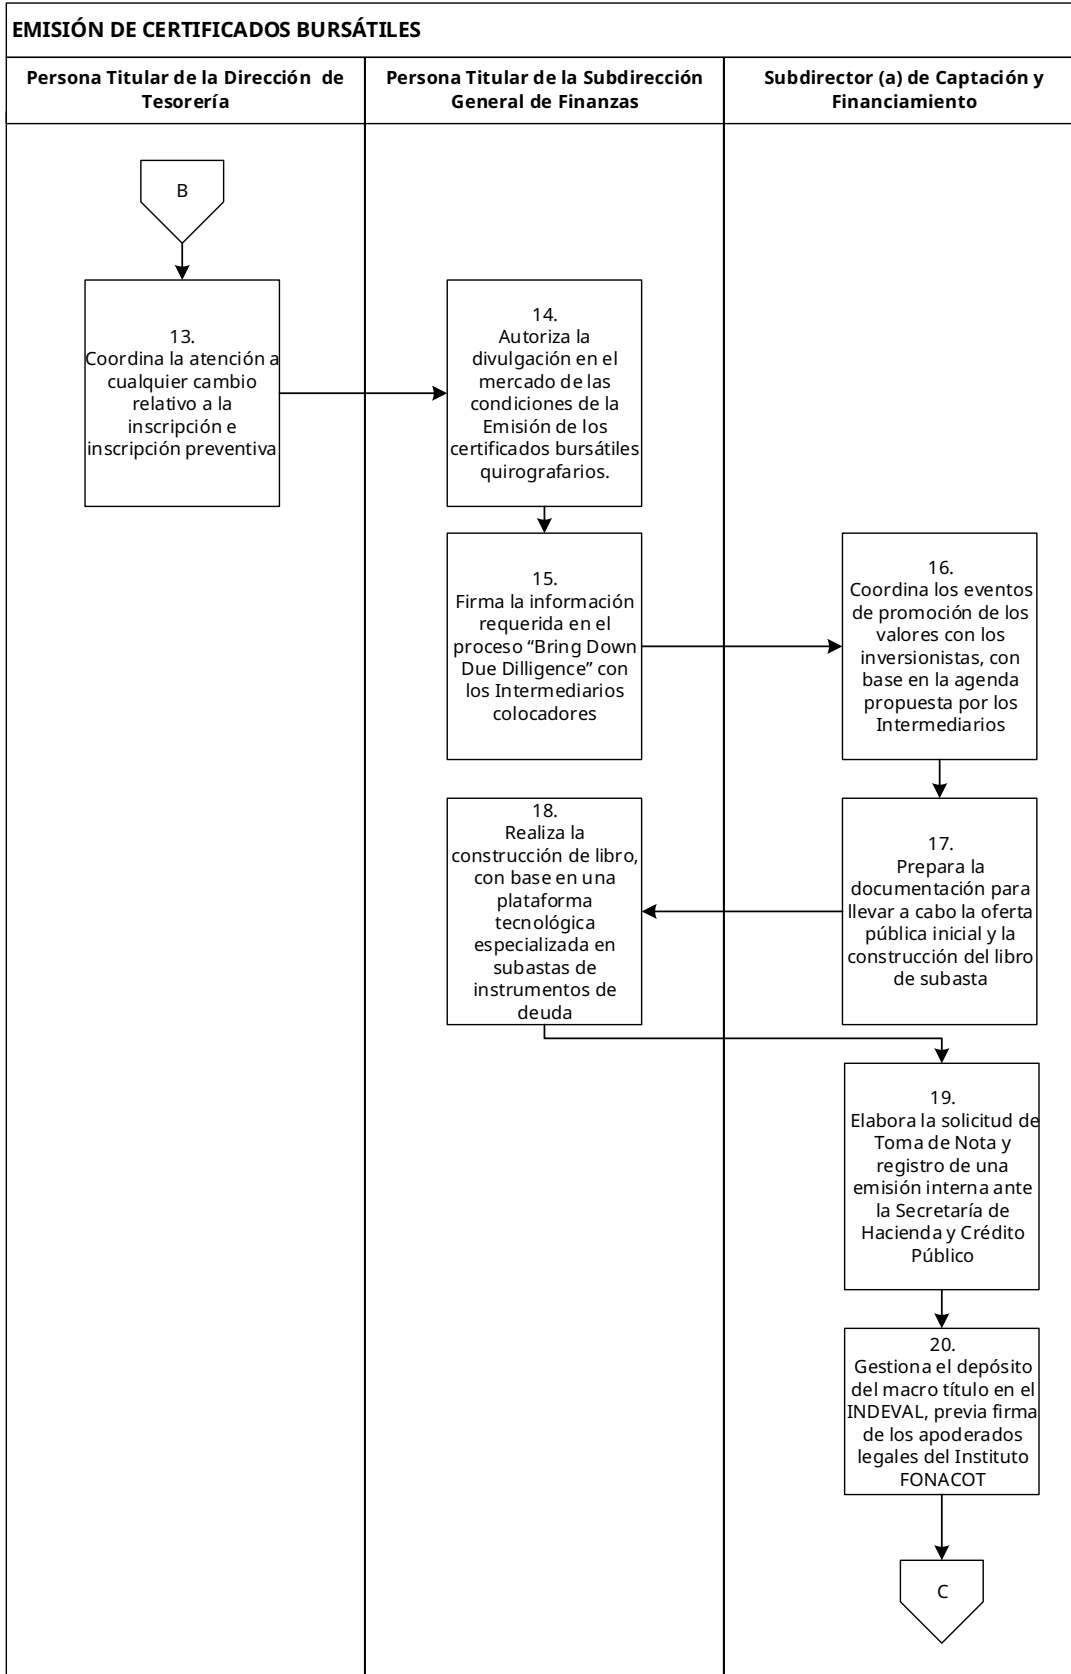 EMISIÓN DE CERTIFICADOS BURSÁTILES
Persona Titular de la Dirección de
Tesorería
Persona Titular de la Subdirección
General de Finanzas
Subdirector (a) de Captación y
Financiamiento
B
13.
Coordina la atención a
cualquier cambio
relativo a la
inscripción e
inscripción preventiva
14.
Autoriza la
divulgación en el
mercado de las
condiciones de la
Emisión de los
certificados bursátiles
quirografarios.
15.
Firma la información
requerida en el
proceso “Bring Down
Due Dilligence” con
los Intermediarios
colocadores
16.
Coordina los eventos
de promoción de los
valores con los
inversionistas, con
base en la agenda
propuesta por los
Intermediarios
17.
Prepara la
documentación para
llevar a cabo la oferta
pública inicial y la
construcción del libro
de subasta
18.
Realiza la
construcción de libro,
con base en una
plataforma
tecnológica
especializada en
subastas de
instrumentos de
deuda
19.
Elabora la solicitud de
Toma de Nota y
registro de una
emisión interna ante
la Secretaría de
Hacienda y Crédito
Público
20.
Gestiona el depósito
del macro título en el
INDEVAL, previa firma
de los apoderados
legales del Instituto
FONACOT
C